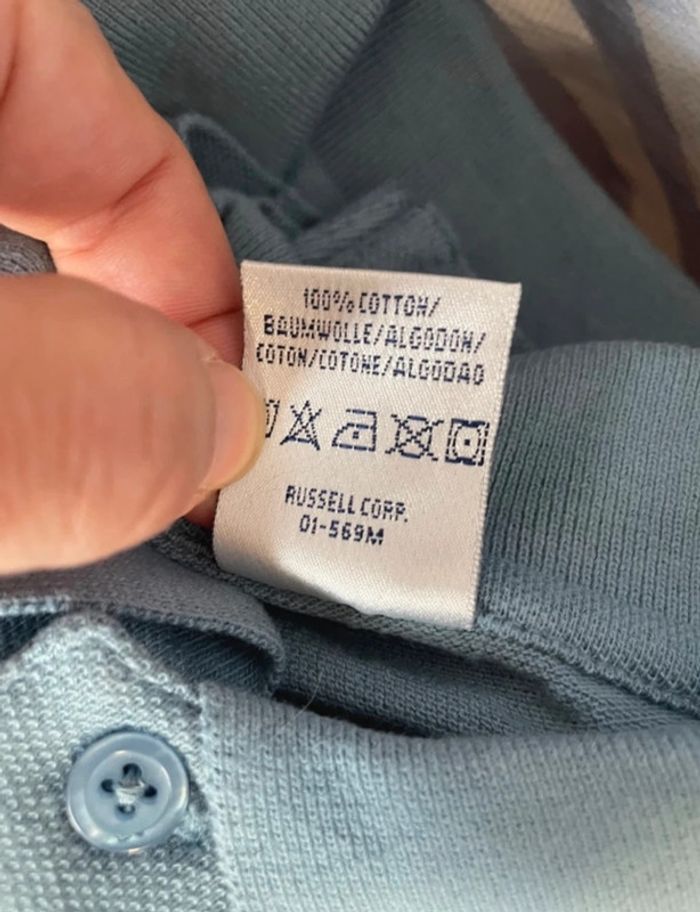 100% COTTON/
BAUMWOLLE/ALGODON/
COTON/COTONE/ALGODAO
RUSSELL CORP.
01-569M